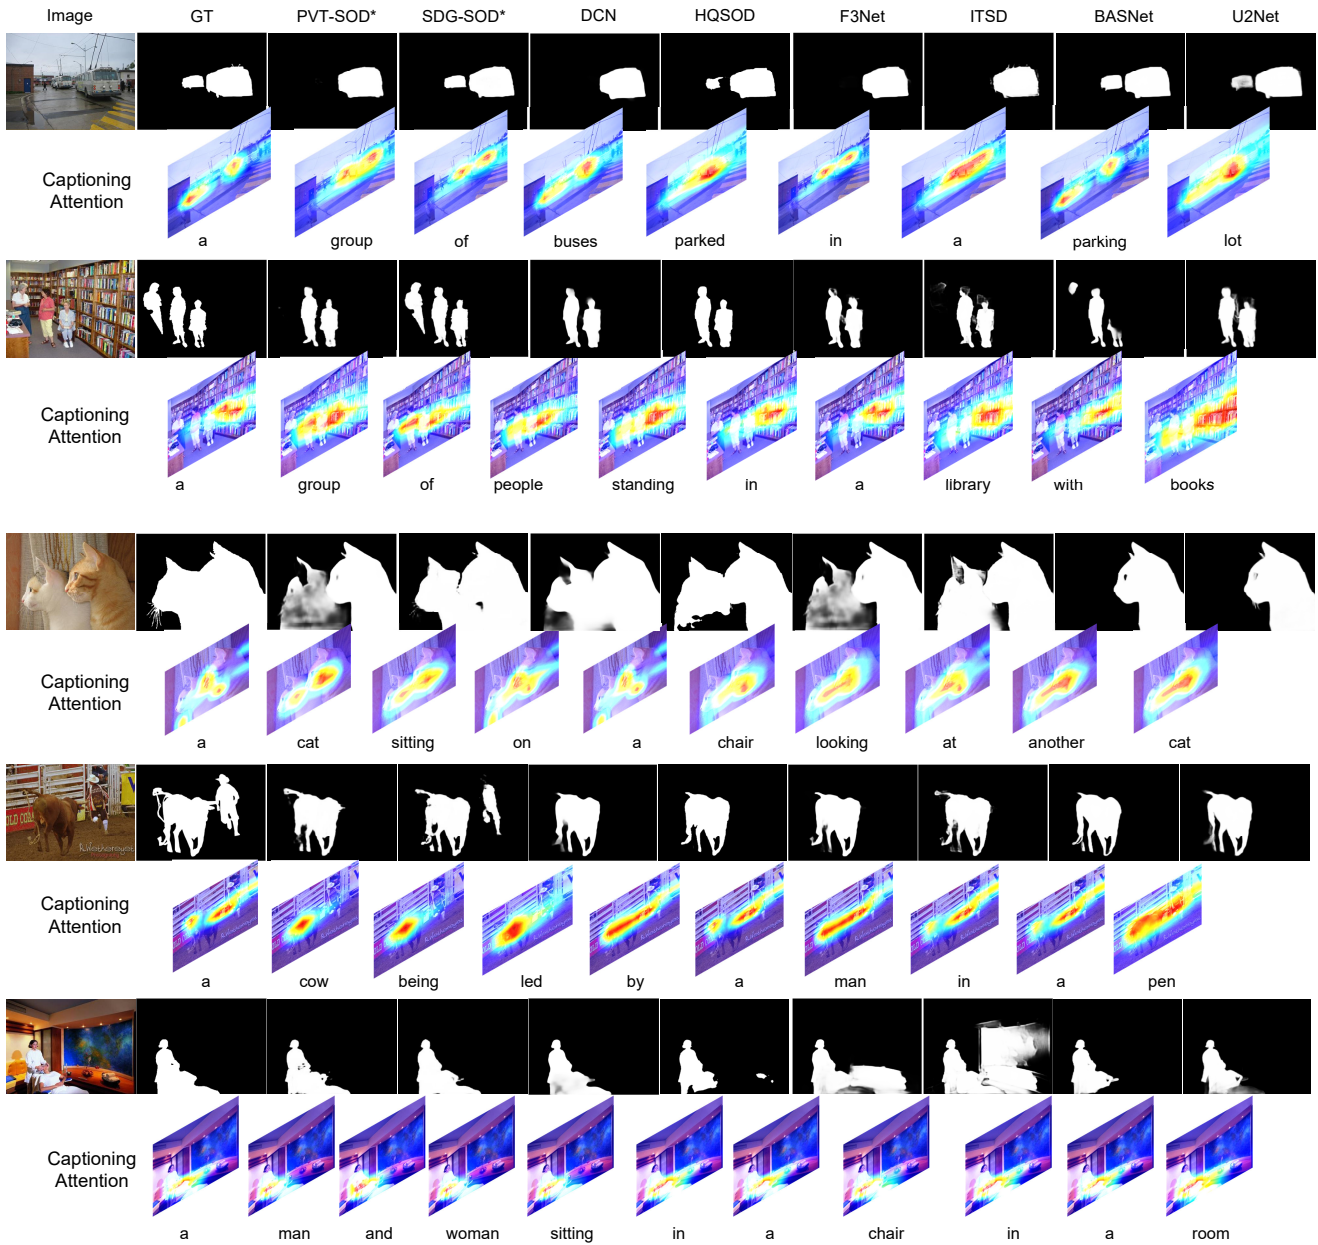 Image GT PVT-SOD* SDG-SOD* DCN HQSOD F3Net ITSD BASNet U2Net
Captioning
Attention
a group of buses parked in a parking lot
Captioning
Attention
a group of people standing in a library with books
Captioning
Attention
a cat sitting on a chair looking at another cat
Captioning
Attention
a cow being led by a man in a pen
Captioning
Attention
a man and woman sitting in a chair in a room